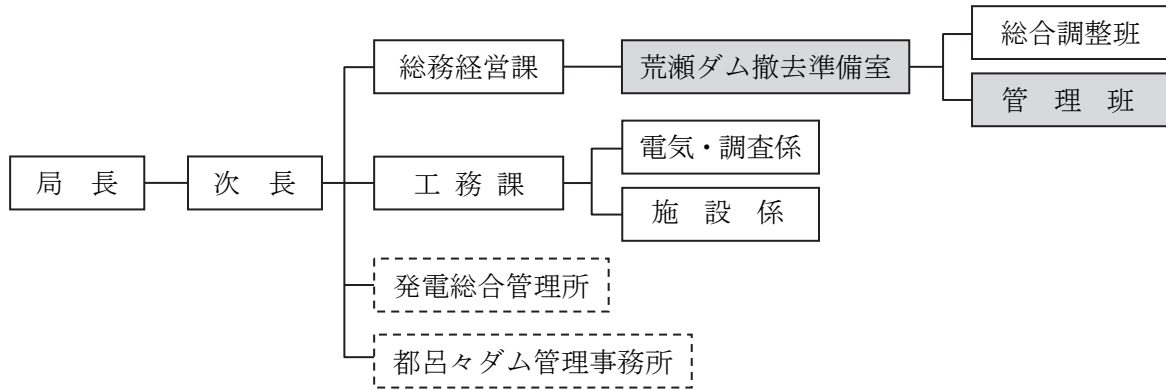 局長
次長
総務経営課
荒瀬ダム撤去準備室
総合調整班
管理班
工務課
電気・調査係
施設係
発電総合管理所
都呂々ダム管理事務所